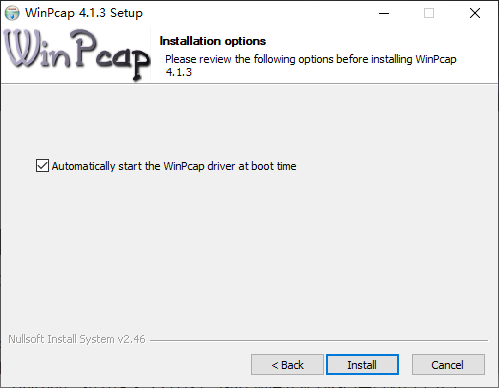 WinPcap 4.1.3 Setup
WinPcap
Installation options
Please review the following options before installing WinPcap
4.1.3
Automatically start the WinPcap driver at boot time
Nullsoft Install System v2.46
< Back
Install
Cancel